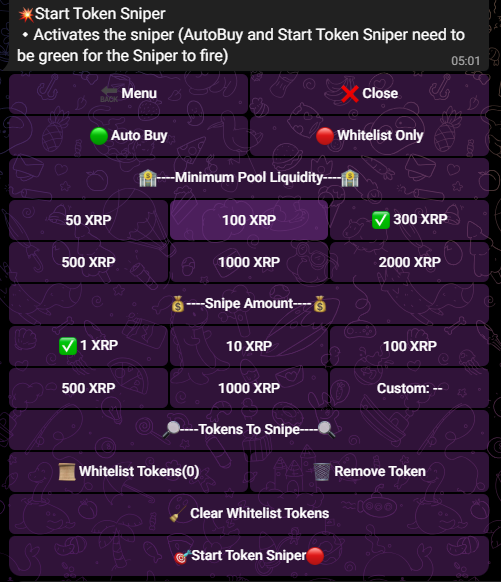 💥Start Token Sniper
• Activates the sniper (AutoBuy and Start Token Sniper need to
be green for the Sniper to fire)
05:01
BACK Menu
❌ Close
🟢 Auto Buy
🔴 Whitelist Only
🏦----Minimum Pool Liquidity----🏦
50 XRP
100 XRP
✅ 300 XRP
500 XRP
1000 XRP
2000 XRP
💰----Snipe Amount----💰
✅ 1 XRP
10 XRP
100 XRP
500 XRP
1000 XRP
Custom: --
🔎----Tokens To Snipe----🔍
📜 Whitelist Tokens(0)
🗑 Remove Token
🧹 Clear Whitelist Tokens
🎯Start Token Sniper🔴